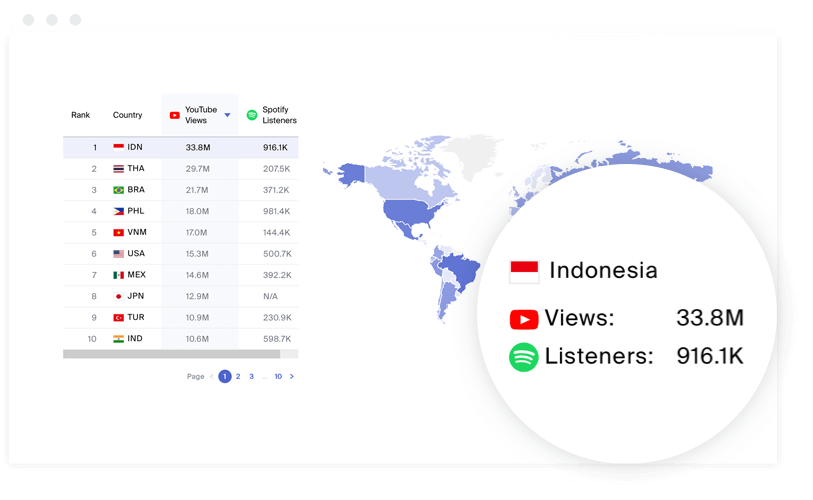 Rank Country YouTube Views Spotify Listeners
1 IDN 33.8M 916.1K
2 THA 29.7M 207.5K
3 BRA 21.7M 371.2K
4 PHL 18.0M 981.4K
5 VNM 17.0M 144.4K
6 USA 15.3M 500.7K
7 MEX 14.6M 392.2K
8 JPN 12.9M N/A
9 TUR 10.9M 230.9K
10 IND 10.6M 598.7K
Page < 1 2 3 ... 10 >
Indonesia
Views: 33.8M
Listeners: 916.1K